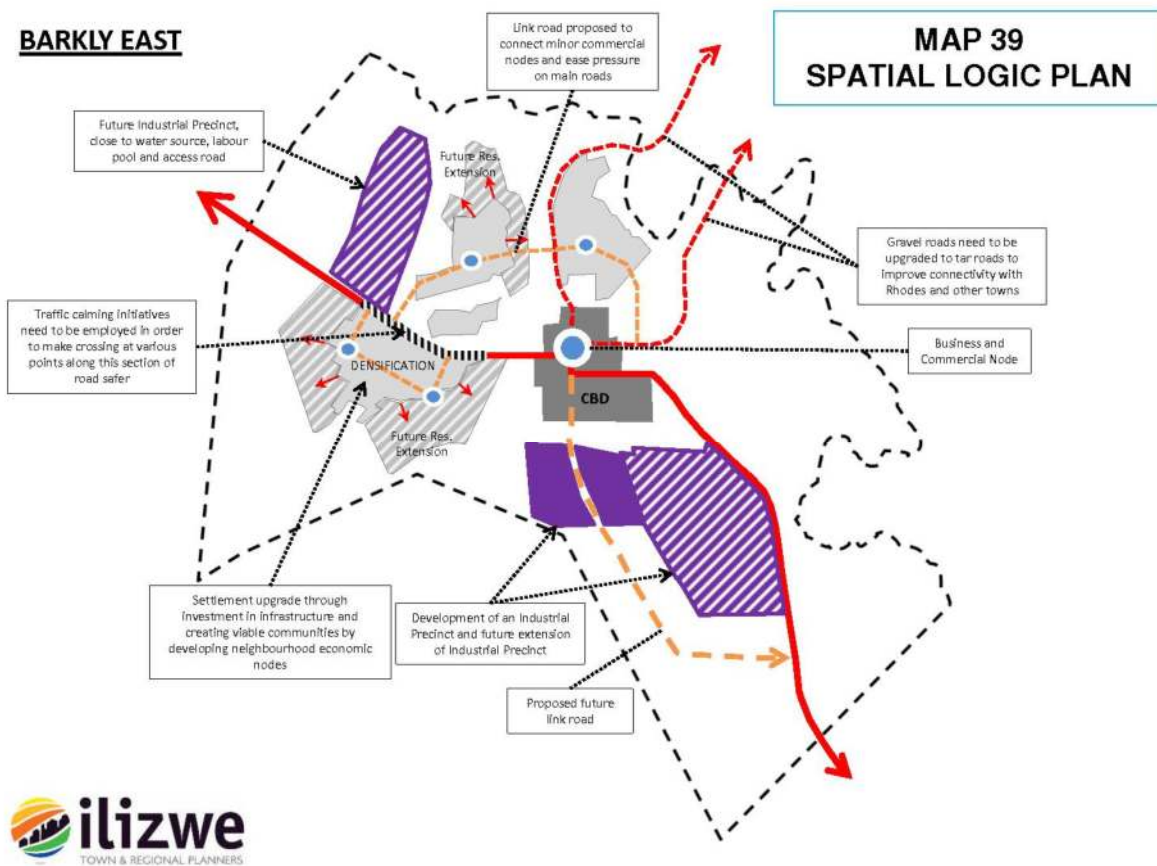 BARKLY EAST
MAP 39
SPATIAL LOGIC PLAN
Link road proposed to
connect minor commercial
nodes and ease pressure
on main roads
Future Industrial Precinct,
close to water source, labour
pool and access road
Future Res.
Extension
Gravel roads need to be
upgraded to tar roads to
improve connectivity with
Rhodes and other towns
Traffic calming initiatives
need to be employed in order
to make crossing at various
points along this section of
road safer
Business and
Commercial Node
DENSIFICATION
CBD
Future Res.
Extension
Settlement upgrade through
investment in infrastructure and
creating viable communities by
developing neighbourhood economic
nodes
Development of an Industrial
Precinct and future extension
of Industrial Precinct
Proposed future
link road
ilizwe
TOWN & REGIONAL PLANNERS